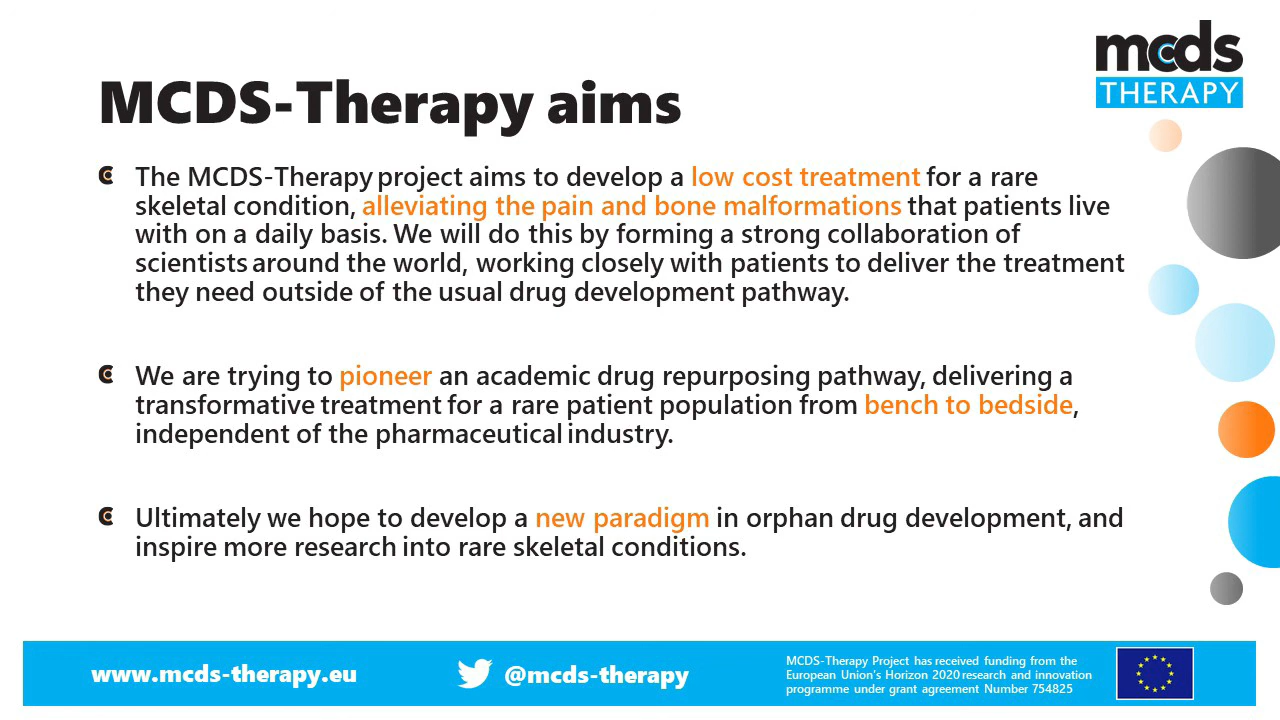 mcds
THERAPY
MCDS-Therapy aims
The MCDS-Therapy project aims to develop a low cost treatment for a rare
skeletal condition, alleviating the pain and bone malformations that patients live
with on a daily basis. We will do this by forming a strong collaboration of
scientists around the world, working closely with patients to deliver the treatment
they need outside of the usual drug development pathway.
We are trying to pioneer an academic drug repurposing pathway, delivering a
transformative treatment for a rare patient population from bench to bedside,
independent of the pharmaceutical industry.
Ultimately we hope to develop a new paradigm in orphan drug development, and
inspire more research into rare skeletal conditions.
www.mcds-therapy.eu
@mcds-therapy
MCDS-Therapy Project has received funding from the
European Union's Horizon 2020 research and innovation
programme under grant agreement Number 754825